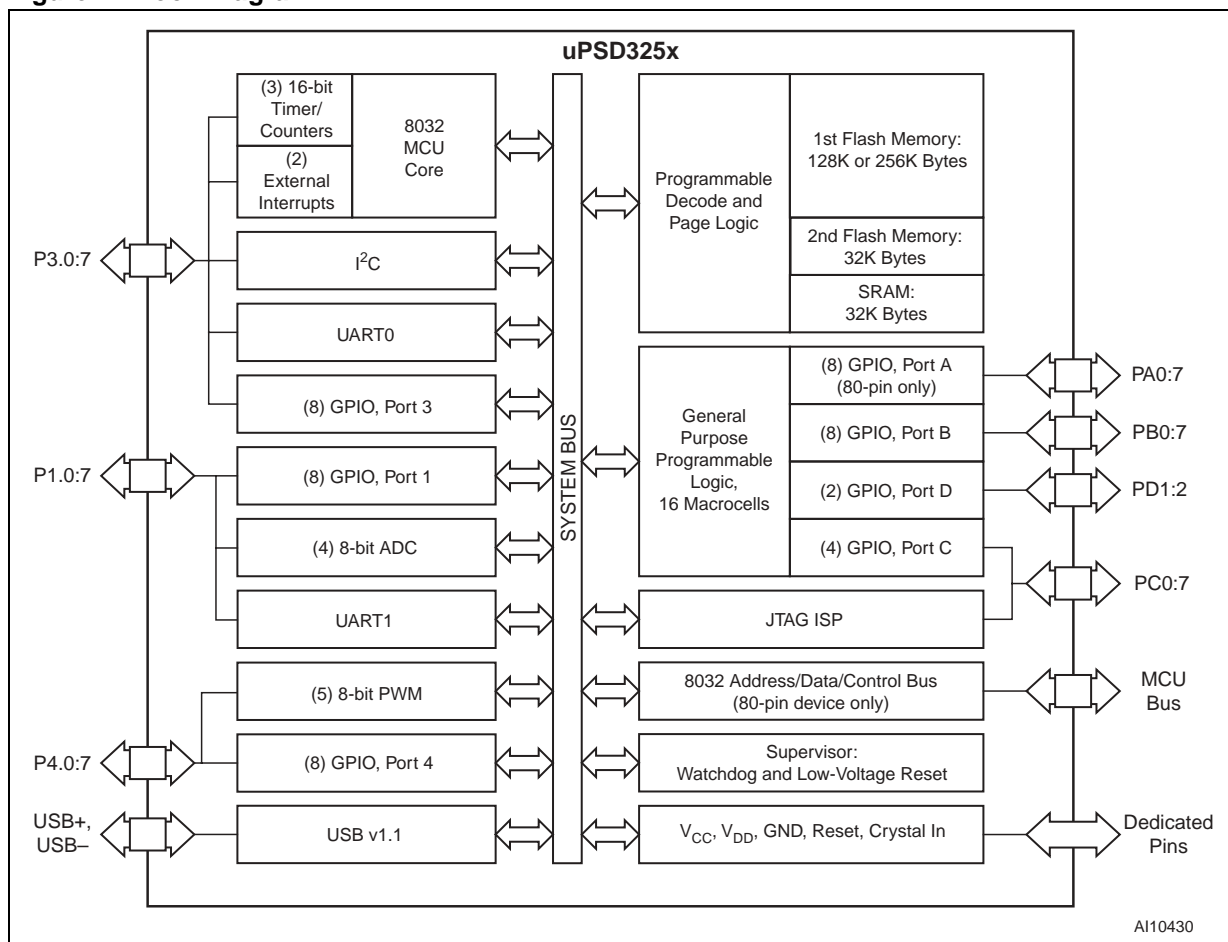 uPSD325x
(3) 16-bit
Timer/
Counters
(2)
External
Interrupts
8032
MCU
Core
P3.0:7
I²C
UART0
(8) GPIO, Port 3
P1.0:7
(8) GPIO, Port 1
(4) 8-bit ADC
UART1
(5) 8-bit PWM
P4.0:7
(8) GPIO, Port 4
USB+,
USB–
USB v1.1
SYSTEM BUS
Programmable
Decode and
Page Logic
1st Flash Memory:
128K or 256K Bytes
2nd Flash Memory:
32K Bytes
SRAM:
32K Bytes
General
Purpose
Programmable
Logic,
16 Macrocells
(8) GPIO, Port A
(80-pin only)
PA0:7
(8) GPIO, Port B
PB0:7
(2) GPIO, Port D
PD1:2
(4) GPIO, Port C
PC0:7
JTAG ISP
8032 Address/Data/Control Bus
(80-pin device only)
MCU
Bus
Supervisor:
Watchdog and Low-Voltage Reset
VCC, VDD, GND, Reset, Crystal In
Dedicated
Pins
AI10430